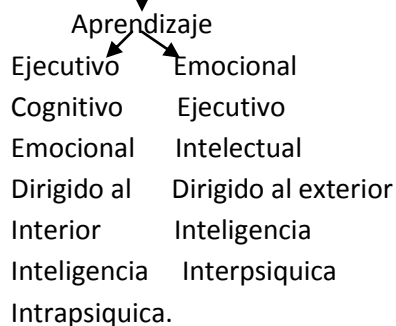 Aprendizaje
Ejecutivo Emocional
Cognitivo Ejecutivo
Emocional Intelectual
Dirigido al Dirigido al exterior
Interior Inteligencia
Inteligencia Interpsiquica
Intrapsiquica.